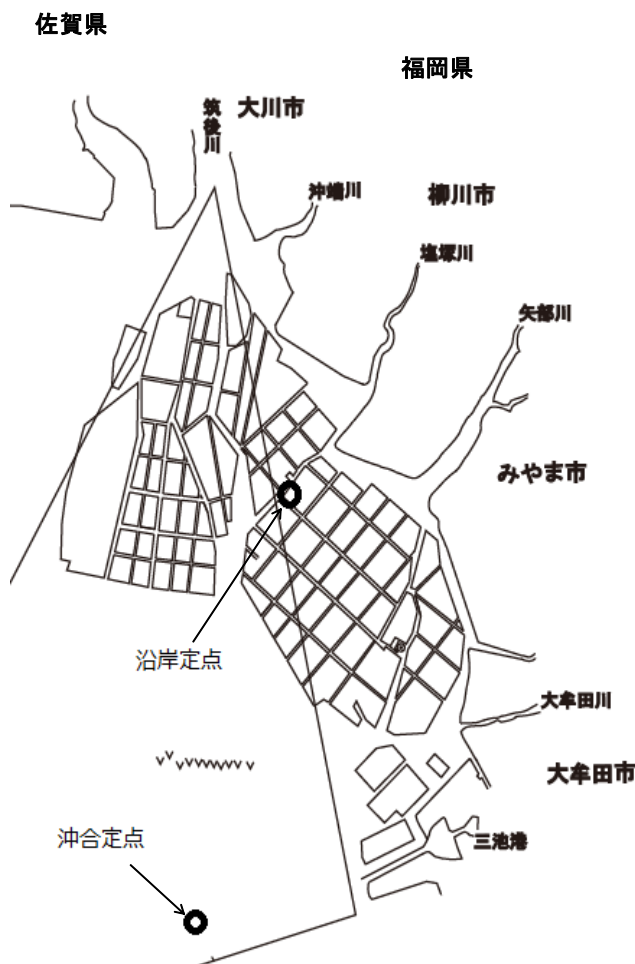 佐賀県
福岡県
筑後川
大川市
沖端川
柳川市
塩塚川
矢部川
みやま市
沿岸定点
大牟田川
大牟田市
沖合定点
三池港